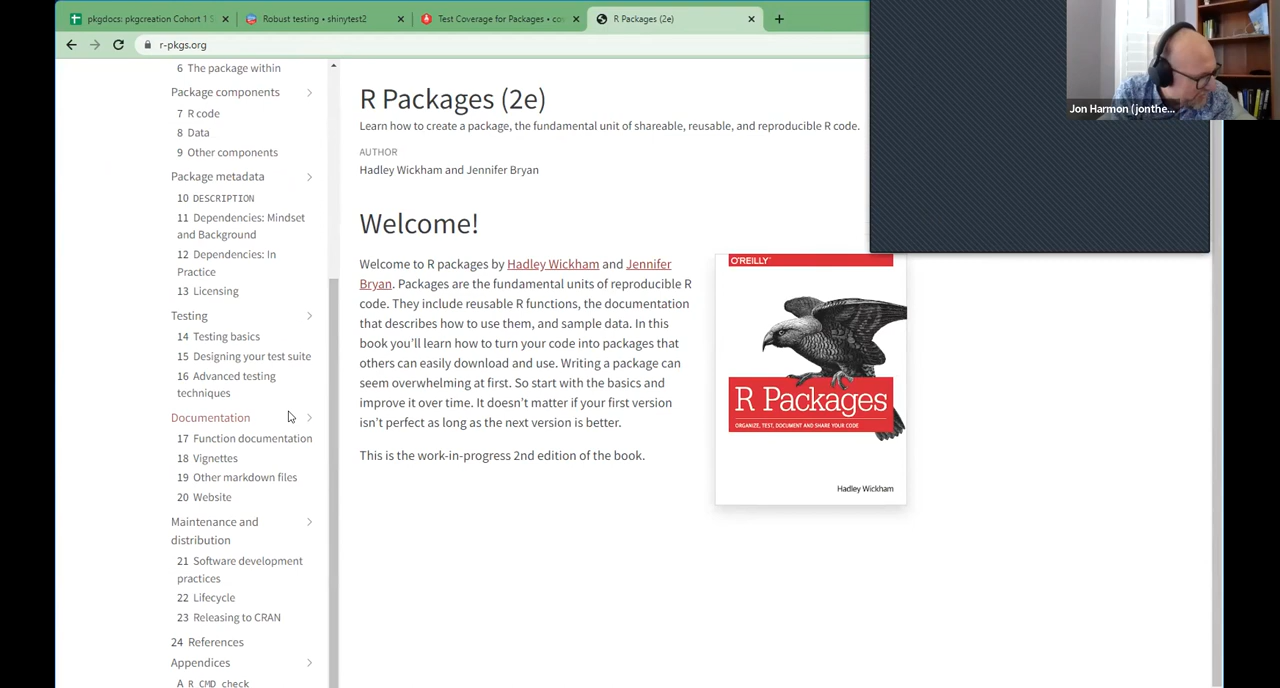 pkgdocs: pkgcreation Cohort 1 S
Robust testing • shinytest2
Test Coverage for Packages • co
R Packages (2e)
r-pkgs.org
Jon Harmon (jonthe...
6 The package within
Package components
7 R code
8 Data
9 Other components
Package metadata
10 DESCRIPTION
11 Dependencies: Mindset
and Background
12 Dependencies: In
Practice
13 Licensing
Testing
14 Testing basics
15 Designing your test suite
16 Advanced testing
techniques
Documentation
17 Function documentation
18 Vignettes
19 Other markdown files
20 Website
Maintenance and
distribution
21 Software development
practices
22 Lifecycle
23 Releasing to CRAN
24 References
Appendices
A R CMD check
R Packages (2e)
Learn how to create a package, the fundamental unit of shareable, reusable, and reproducible R code.
AUTHOR
Hadley Wickham and Jennifer Bryan
Welcome!
Welcome to R packages by Hadley Wickham and Jennifer
Bryan. Packages are the fundamental units of reproducible R
code. They include reusable R functions, the documentation
that describes how to use them, and sample data. In this
book you'll learn how to turn your code into packages that
others can easily download and use. Writing a package can
seem overwhelming at first. So start with the basics and
improve it over time. It doesn't matter if your first version
isn't perfect as long as the next version is better.
This is the work-in-progress 2nd edition of the book.
O'REILLY™
R Packages
ORGANIZE, TEST, DOCUMENT AND SHARE YOUR CODE
Hadley Wickham